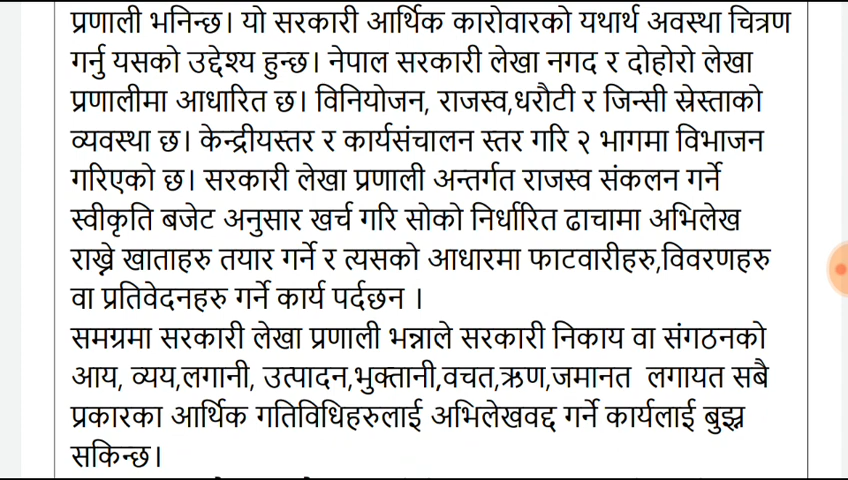 प्रणाली भनिन्छ। यो सरकारी आर्थिक कारोवारको यथार्थ अवस्था चित्रण
गर्नु यसको उद्देश्य हुन्छ। नेपाल सरकारी लेखा नगद र दोहोरो लेखा
प्रणालीमा आधारित छ। विनियोजन, राजस्व,धरौटी र जिन्सी स्रेस्ताको
व्यवस्था छ। केन्द्रीयस्तर र कार्यसंचालन स्तर गरि २ भागमा विभाजन
गरिएको छ। सरकारी लेखा प्रणाली अन्तर्गत राजस्व संकलन गर्ने
स्वीकृति बजेट अनुसार खर्च गरि सोको निर्धारित ढाचामा अभिलेख
राख्ने खाताहरु तयार गर्ने र त्यसको आधारमा फाटवारीहरु,विवरणहरु
वा प्रतिवेदनहरु गर्ने कार्य पर्दछन ।
समग्रमा सरकारी लेखा प्रणाली भन्नाले सरकारी निकाय वा संगठनको
आय, व्यय,लगानी, उत्पादन,भुक्तानी,वचत,ऋण,जमानत लगायत सबै
प्रकारका आर्थिक गतिविधिहरुलाई अभिलेखवद्द गर्ने कार्यलाई बुझ्न
सकिन्छ।